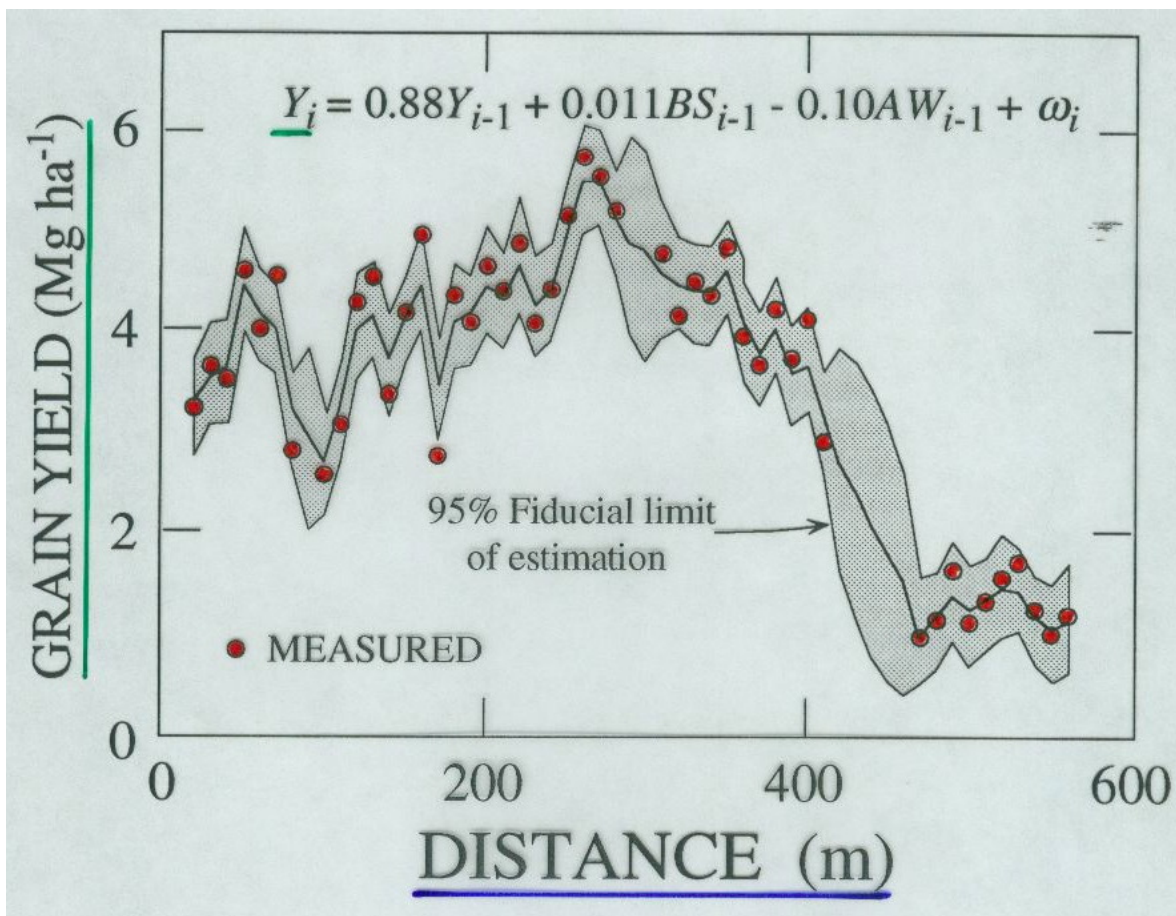 Yᵢ = 0.88Yᵢ₋₁ + 0.011BSᵢ₋₁ - 0.10AWᵢ₋₁ + ωᵢ
GRAIN YIELD (Mg ha⁻¹)
6
4
2
0
95% Fiducial limit
of estimation
MEASURED
0 200 400 600
DISTANCE (m)